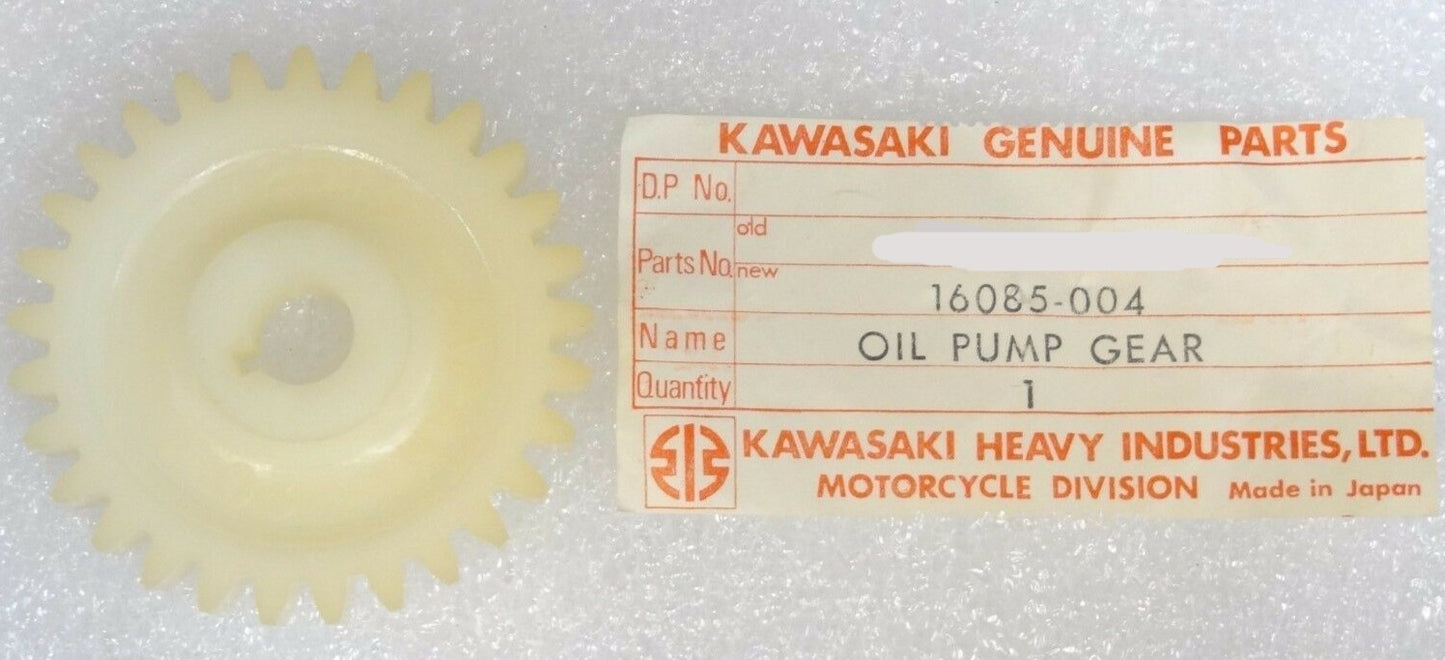 KAWASAKI GENUINE PARTS
D.P No.
Parts No. old
new 16085-004
Name OIL PUMP GEAR
Quantity 1
KAWASAKI HEAVY INDUSTRIES, LTD.
MOTORCYCLE DIVISION Made in Japan